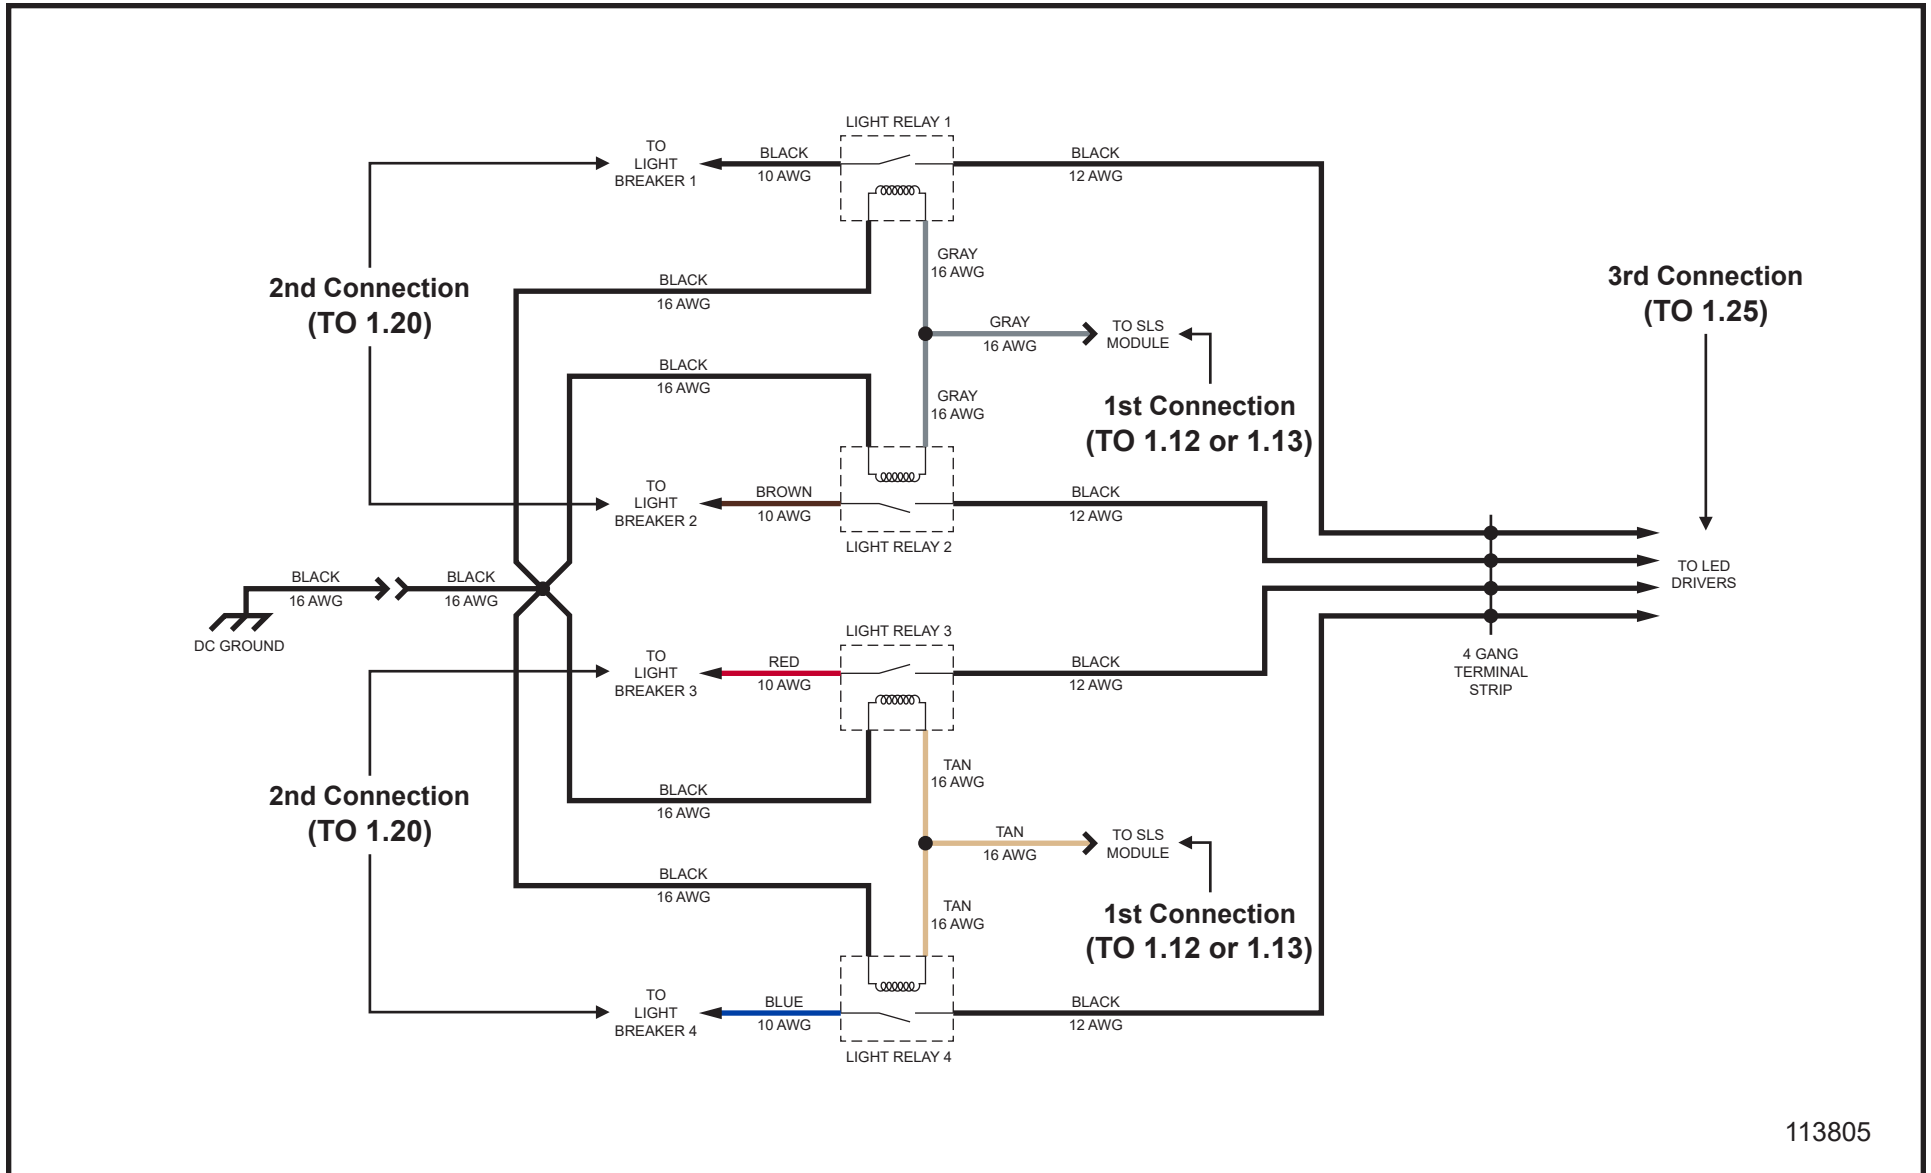 LIGHT RELAY 1
TO
LIGHT
BREAKER 1
BLACK
10 AWG
BLACK
12 AWG
GRAY
16 AWG
BLACK
16 AWG
2nd Connection
(TO 1.20)
3rd Connection
(TO 1.25)
GRAY
16 AWG
TO SLS
MODULE
BLACK
16 AWG
GRAY
16 AWG
1st Connection
(TO 1.12 or 1.13)
TO
LIGHT
BREAKER 2
BROWN
10 AWG
BLACK
12 AWG
LIGHT RELAY 2
TO LED
DRIVERS
BLACK
16 AWG
BLACK
16 AWG
DC GROUND
LIGHT RELAY 3
TO
LIGHT
BREAKER 3
RED
10 AWG
BLACK
12 AWG
4 GANG
TERMINAL
STRIP
TAN
16 AWG
BLACK
16 AWG
2nd Connection
(TO 1.20)
TAN
16 AWG
TO SLS
MODULE
BLACK
16 AWG
TAN
16 AWG
1st Connection
(TO 1.12 or 1.13)
TO
LIGHT
BREAKER 4
BLUE
10 AWG
BLACK
12 AWG
LIGHT RELAY 4
113805